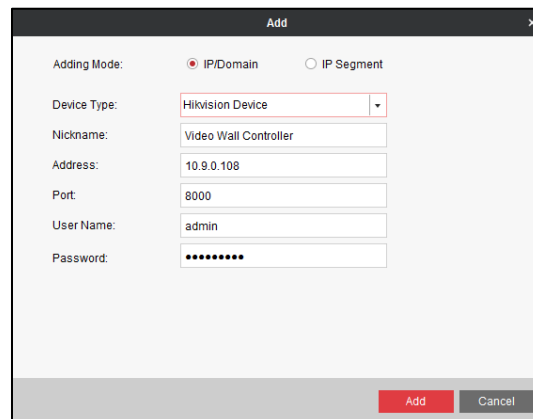 Add
Adding Mode: IP/Domain IP Segment
Device Type: Hikvision Device
Nickname: Video Wall Controller
Address: 10.9.0.108
Port: 8000
User Name: admin
Password: •••••••••
Add Cancel